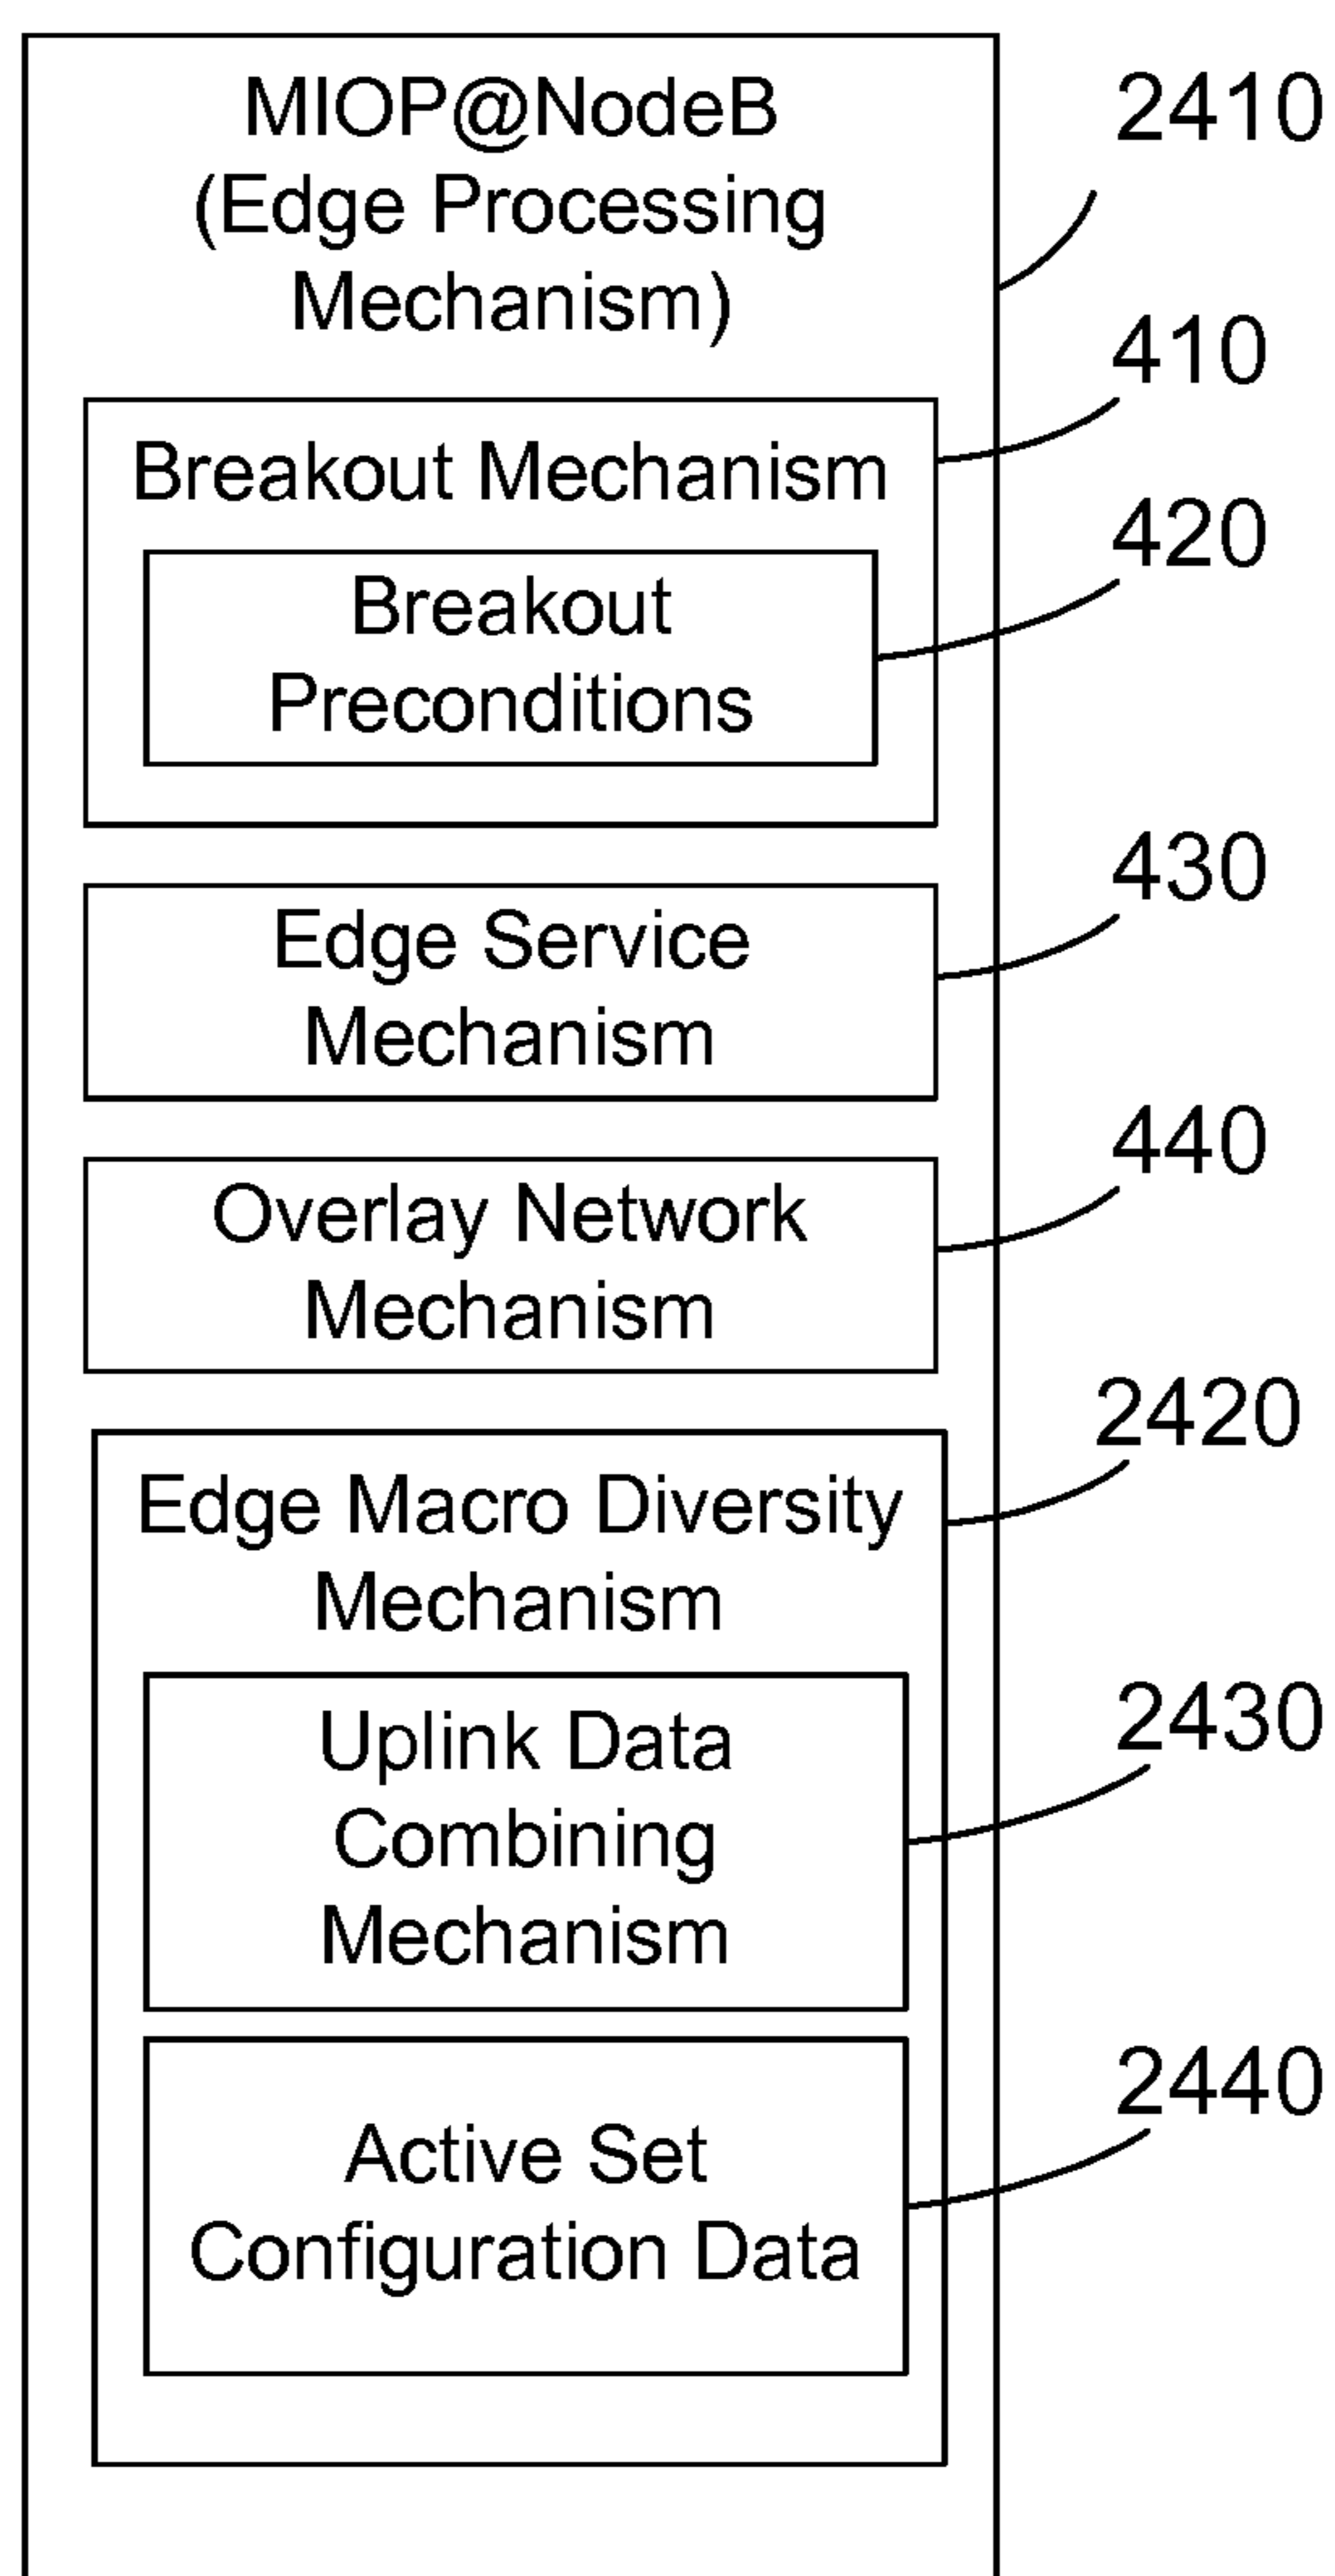 MIOP@NodeB
(Edge Processing
Mechanism)
2410
410
Breakout Mechanism
420
Breakout
Preconditions
430
Edge Service
Mechanism
440
Overlay Network
Mechanism
2420
Edge Macro Diversity
Mechanism
2430
Uplink Data
Combining
Mechanism
2440
Active Set
Configuration Data